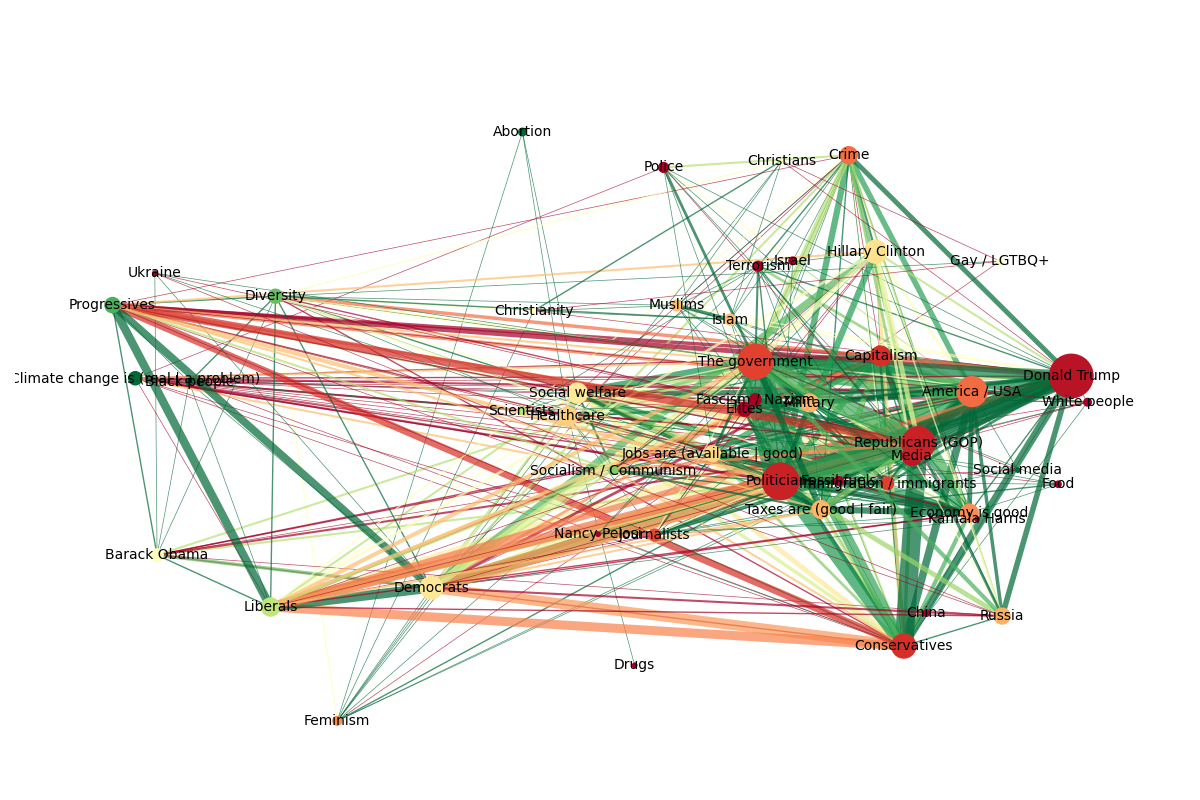 Abortion
Crime
Christians
Police
Hillary Clinton
Gay / LGTBQ+
Israel
Terrorism
Ukraine
Diversity
Progressives
Muslims
Christianity
Islam
Capitalism
The government
Donald Trump
Climate change is (real | a problem)
Black people
America / USA
Social welfare
Fascism / Nazism
White people
Military
Elites
Scientists
Healthcare
Republicans (GOP)
Jobs are (available | good)
Media
Socialism / Communism
Social media
Politicians
Fossil fuels
Immigration / immigrants
Food
Taxes are (good | fair)
Economy is good
Kamala Harris
Nancy Pelosi
Journalists
Barack Obama
Democrats
Liberals
China
Russia
Conservatives
Drugs
Feminism